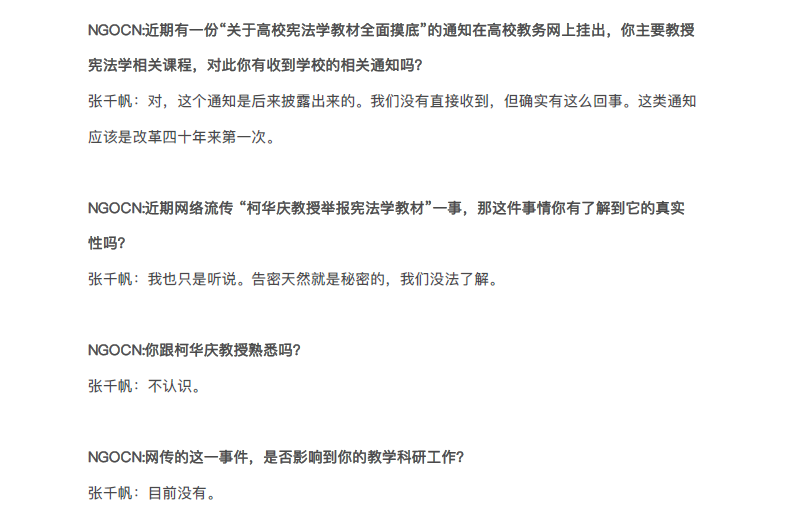 NGOCN:近期有一份“关于高校宪法学教材全面摸底”的通知在高校教务网上挂出，你主要教授
宪法学相关课程，对此你有收到学校的相关通知吗？
张千帆：对，这个通知是后来披露出来的。我们没有直接收到，但确实有这么回事。这类通知
应该是改革四十年来第一次。
NGOCN:近期网络流传 “柯华庆教授举报宪法学教材”一事，那这件事情你有了解到它的真实
性吗？
张千帆：我也只是听说。告密天然就是秘密的，我们没法了解。
NGOCN:你跟柯华庆教授熟悉吗？
张千帆：不认识。
NGOCN:网传的这一事件，是否影响到你的教学科研工作？
张千帆：目前没有。